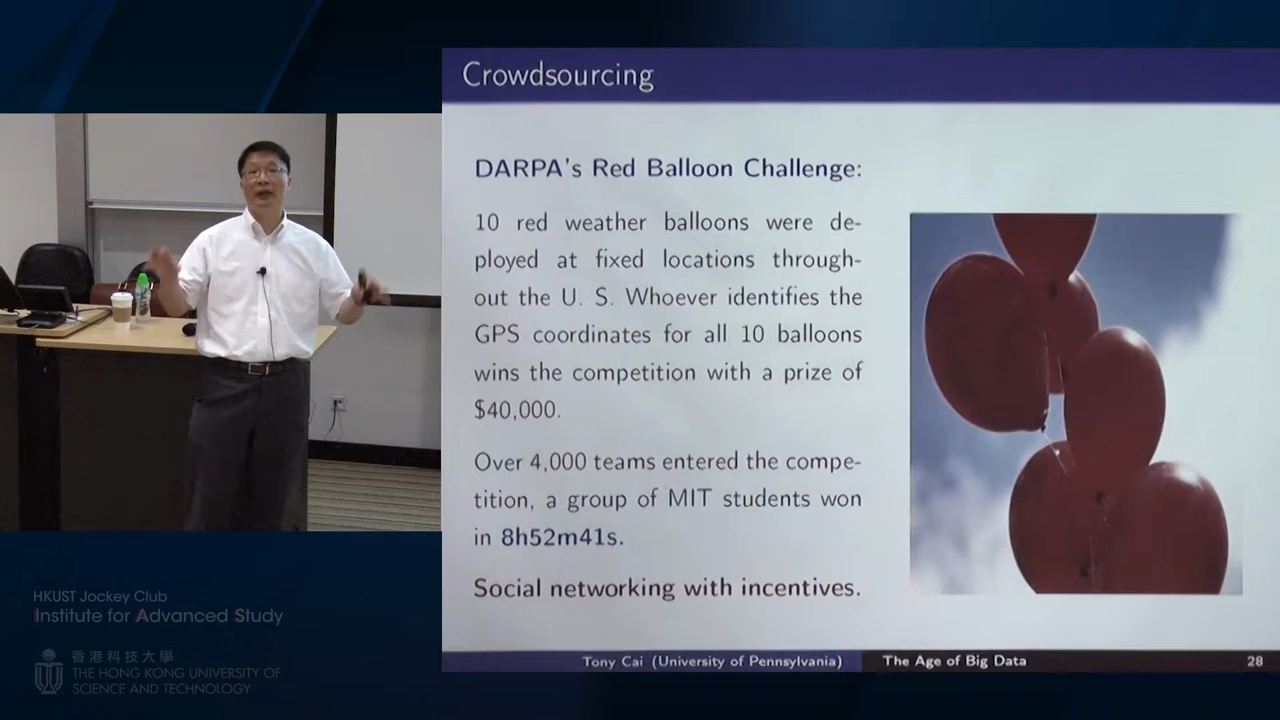 Crowdsourcing
DARPA's Red Balloon Challenge:
10 red weather balloons were de-
ployed at fixed locations through-
out the U. S. Whoever identifies the
GPS coordinates for all 10 balloons
wins the competition with a prize of
$40,000.
Over 4,000 teams entered the compe-
tition, a group of MIT students won
in 8h52m41s.
Social networking with incentives.
Tony Cai (University of Pennsylvania)
The Age of Big Data
28
HKUST Jockey Club
Institute for Advanced Study
香港科技大學
THE HONG KONG UNIVERSITY OF
SCIENCE AND TECHNOLOGY